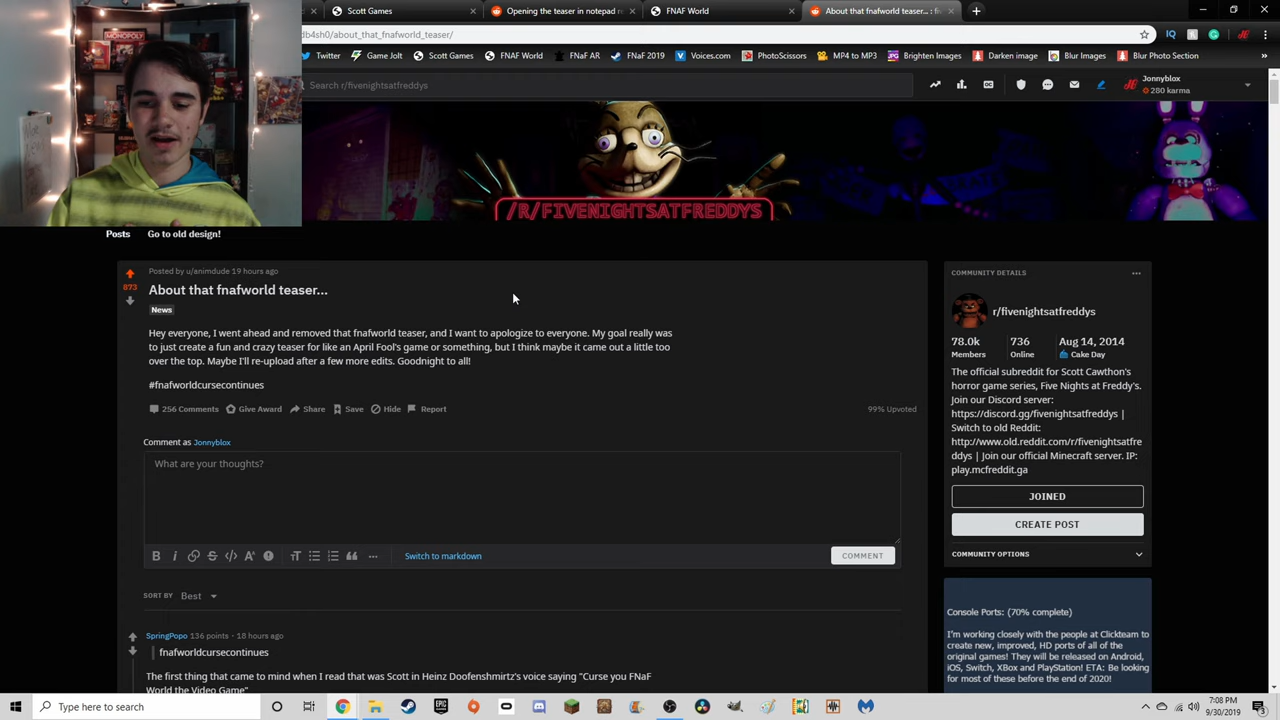 MONOPOLY
Scott Games
Opening the teaser in notepad re
FNAF World
About that fnafworld teaser... : fi
db4sh0/about_that_fnafworld_teaser/
Twitter
Game Jolt
Scott Games
FNAF World
FNAF AR
FNAF 2019
Voices.com
PhotoScissors
MP4 to MP3
Brighten Images
Darken image
Blur Images
Blur Photo Section
Search r/fivenightsatfreddys
Jonnyblox
280 karma
/R/FIVENIGHTSATFREDDYS
Posts
Go to old design!
873
Posted by u/animdude 19 hours ago
About that fnafworld teaser...
News
Hey everyone, I went ahead and removed that fnafworld teaser, and I want to apologize to everyone. My goal really was
to just create a fun and crazy teaser for like an April Fool's game or something, but I think maybe it came out a little too
over the top. Maybe I'll re-upload after a few more edits. Goodnight to all!
#fnafworldcursecontinues
256 Comments
Give Award
Share
Save
Hide
Report
99% Upvoted
Comment as Jonnyblox
What are your thoughts?
Switch to markdown
COMMENT
SORT BY Best
SpringPopo 136 points · 18 hours ago
fnafworldcursecontinues
The first thing that came to mind when I read that was Scott in Heinz Doofenshmirtz's voice saying "Curse you FNaF
World the Video Game"
COMMUNITY DETAILS
r/fivenightsatfreddys
78.0k
Members
736
Online
Aug 14, 2014
Cake Day
The official subreddit for Scott Cawthon's
horror game series, Five Nights at Freddy's.
Join our Discord server:
https://discord.gg/fivenightsatfreddys |
Switch to old Reddit:
http://www.old.reddit.com/r/fivenightsatfre
ddys | Join our official Minecraft server. IP:
play.mcfreddit.ga
JOINED
CREATE POST
COMMUNITY OPTIONS
Console Ports: (70% complete)
I'm working closely with the people at Clickteam to
create new, improved, HD ports of all of the
original games! They will be released on Android,
iOS, Switch, XBox and PlayStation! ETA: Be looking
for most of these before the end of 2020!
Type here to search
7:08 PM
9/30/2019